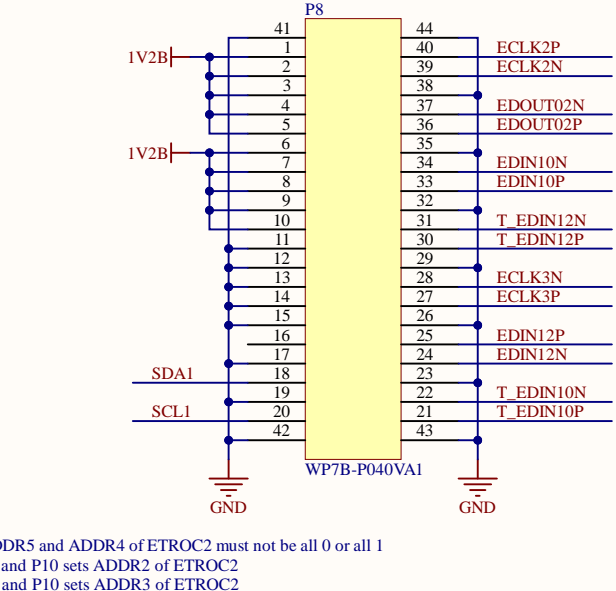 P8
41 44
1V2B 1 40 ECLK2P
2 39 ECLK2N
3 38
4 37 EDOUT02N
5 36 EDOUT02P
1V2B 6 35
7 34 EDIN10N
8 33 EDIN10P
9 32
10 31 T_EDIN12N
11 30 T_EDIN12P
12 29
13 28 ECLK3N
14 27 ECLK3P
15 26
16 25 EDIN12P
17 24 EDIN12N
SDA1 18 23
19 22 T_EDIN10N
SCL1 20 21 T_EDIN10P
42 43
WP7B-P040VA1
GND GND
DDR5 and ADDR4 of ETROC2 must not be all 0 or all 1
and P10 sets ADDR2 of ETROC2
and P10 sets ADDR3 of ETROC2